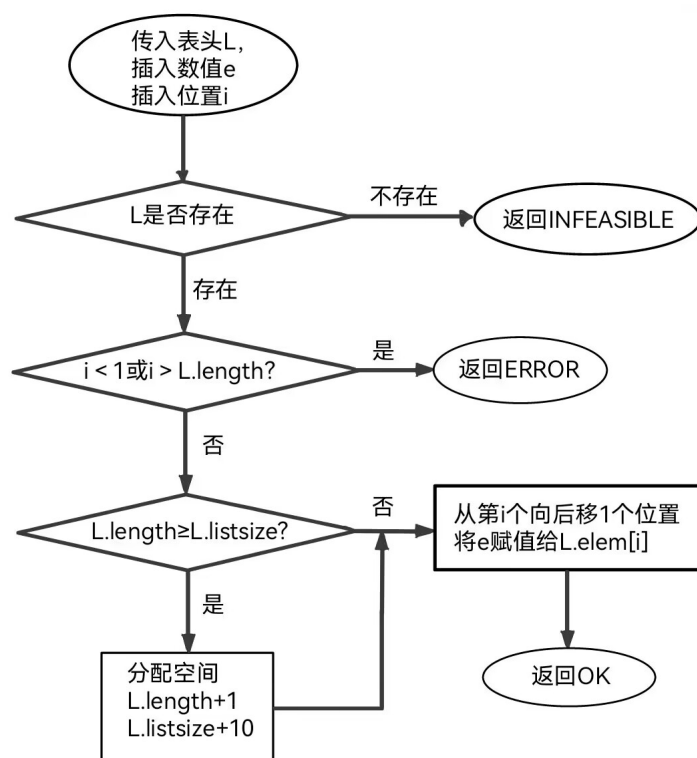 传入表头L，
插入数值e
插入位置i
L是否存在
不存在
返回INFEASIBLE
存在
i < 1或i > L.length?
是
返回ERROR
否
L.length≥L.listsize?
否
从第i个向后移1个位置
将e赋值给L.elem[i]
是
分配空间
L.length+1
L.listsize+10
返回OK